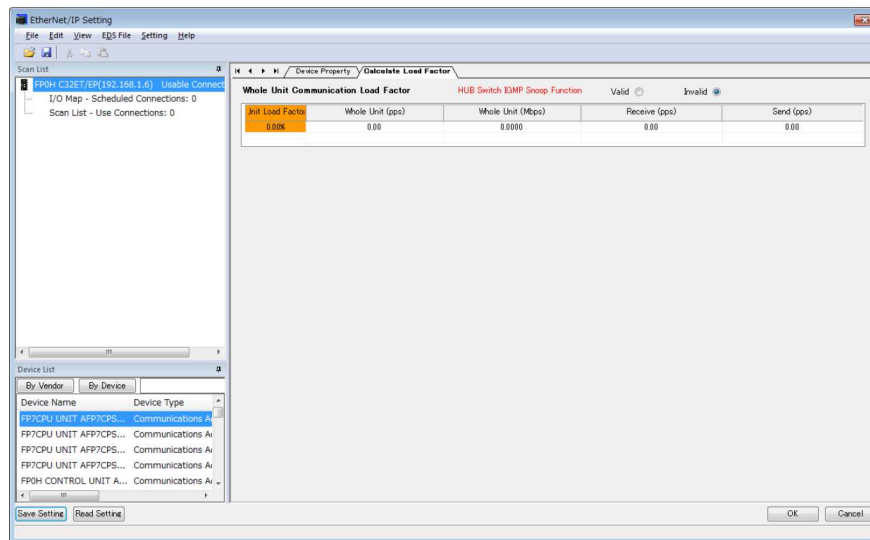 EtherNet/IP Setting
File Edit View EDS File Setting Help
Scan List
Device Property Calculate Load Factor
FP0H C32ET/EP(192.168.1.6) Usable Connect
I/O Map - Scheduled Connections: 0
Scan List - Use Connections: 0
Whole Unit Communication Load Factor HUB Switch IGMP Snoop Function Valid Invalid
Unit Load Facto Whole Unit (pps) Whole Unit (Mbps) Receive (pps) Send (pps)
0.00% 0.00 0.0000 0.00 0.00
Device List
By Vendor By Device
Device Name Device Type
FP7CPU UNIT AFP7CPS... Communications A
FP7CPU UNIT AFP7CPS... Communications A
FP7CPU UNIT AFP7CPS... Communications A
FP7CPU UNIT AFP7CPS... Communications A
FP0H CONTROL UNIT A... Communications A
Save Setting Read Setting OK Cancel